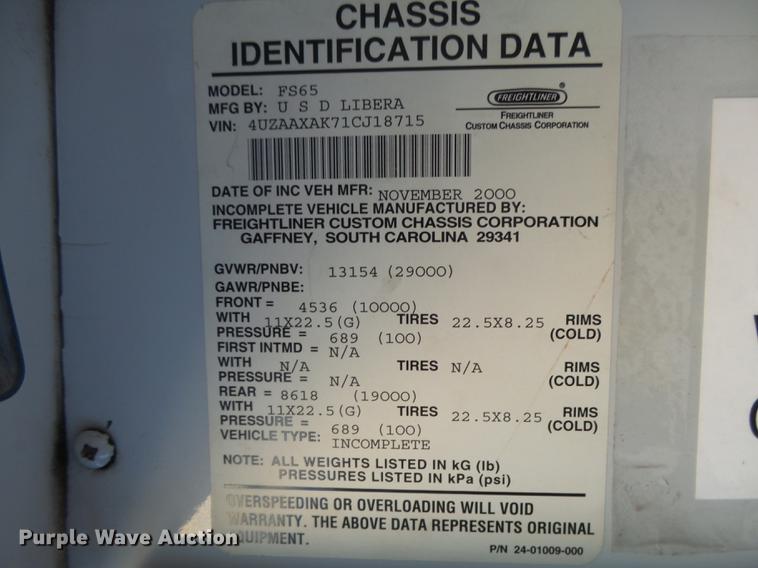 CHASSIS
IDENTIFICATION DATA
MODEL: FS65
MFG BY: U S D LIBERA
VIN: 4UZAAXAK71CJ18715
FREIGHTLINER
FREIGHTLINER
CUSTOM CHASSIS CORPORATION
DATE OF INC VEH MFR: NOVEMBER 2000
INCOMPLETE VEHICLE MANUFACTURED BY:
FREIGHTLINER CUSTOM CHASSIS CORPORATION
GAFFNEY, SOUTH CAROLINA 29341
GVWR/PNBV: 13154 (29000)
GAWR/PNBE:
FRONT = 4536 (10000)
WITH 11X22.5(G) TIRES 22.5X8.25 RIMS
PRESSURE = 689 (100) (COLD)
FIRST INTMD = N/A
WITH N/A TIRES N/A RIMS
PRESSURE = N/A (COLD)
REAR = 8618 (19000)
WITH 11X22.5(G) TIRES 22.5X8.25 RIMS
PRESSURE = 689 (100) (COLD)
VEHICLE TYPE: INCOMPLETE
NOTE: ALL WEIGHTS LISTED IN kG (lb)
PRESSURES LISTED IN kPa (psi)
OVERSPEEDING OR OVERLOADING WILL VOID
WARRANTY. THE ABOVE DATA REPRESENTS ORIGINAL
EQUIPMENT.
P/N 24-01009-000
Purple Wave Auction